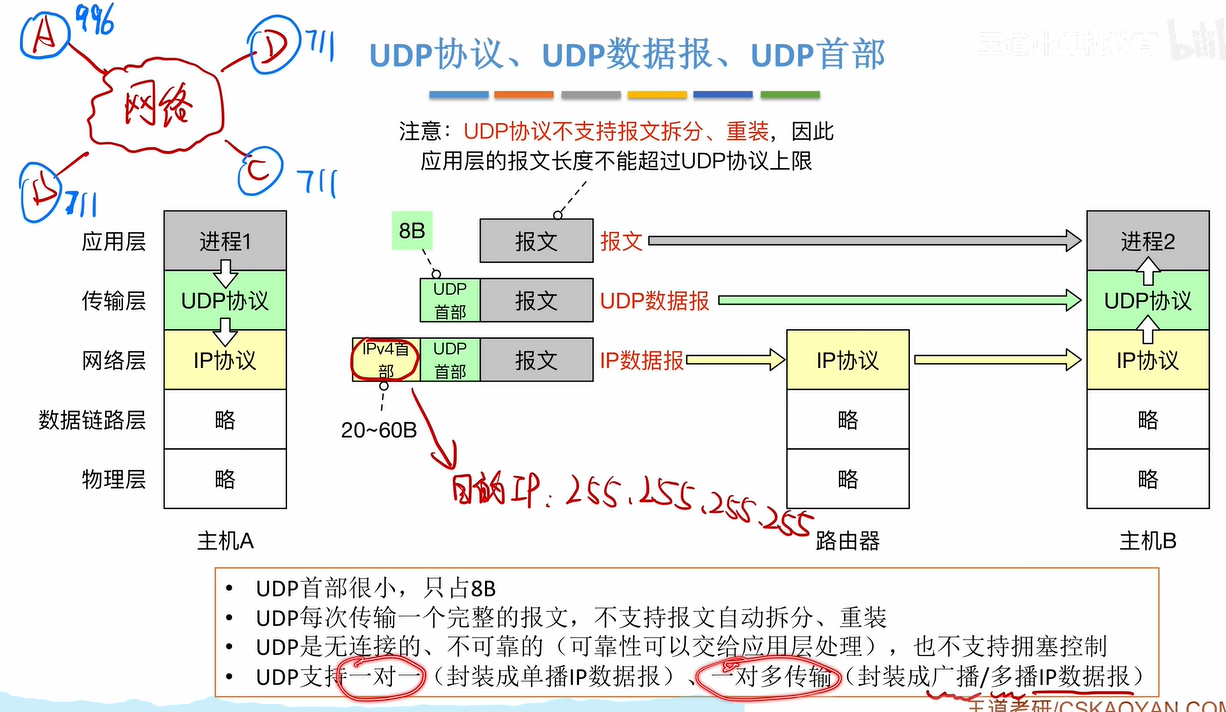 A 996
D 711
王道计算机教育 bilibili
UDP协议、UDP数据报、UDP首部
网络
注意：UDP协议不支持报文拆分、重装，因此
应用层的报文长度不能超过UDP协议上限
B 711
C 711
8B
应用层 进程1 报文 报文 进程2
传输层 UDP协议 UDP首部 报文 UDP数据报 UDP协议
网络层 IP协议 IPv4首部 UDP首部 报文 IP数据报 IP协议 IP协议
数据链路层 略 略 略
20~60B
物理层 略 略 略
目的IP：255.255.255.255
主机A 路由器 主机B
• UDP首部很小，只占8B
• UDP每次传输一个完整的报文，不支持报文自动拆分、重装
• UDP是无连接的、不可靠的（可靠性可以交给应用层处理），也不支持拥塞控制
• UDP支持一对一（封装成单播IP数据报）、一对多传输（封装成广播/多播IP数据报）
王道考研/CSKAOYAN.COM